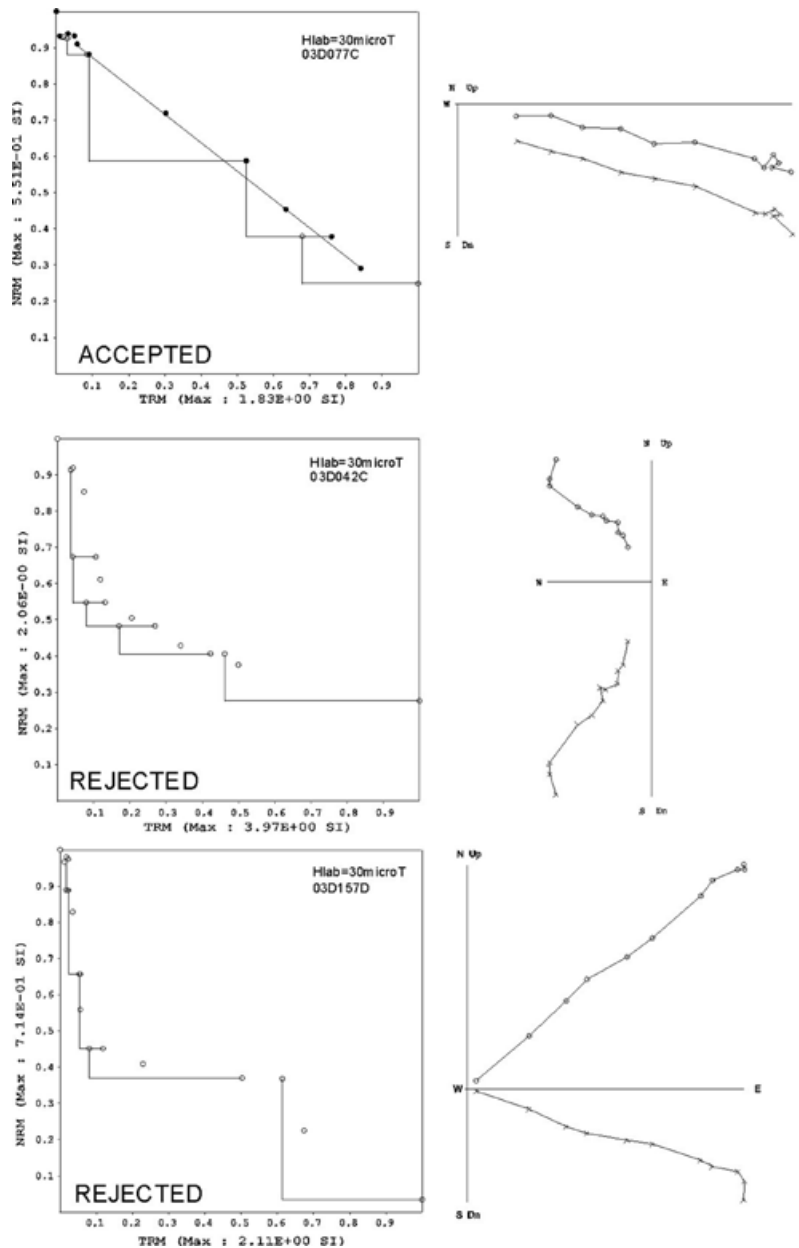 Hlab=30microT
03D077C
NRM (Max : 5.51E-01 SI)
0.9
0.8
0.7
0.6
0.5
0.4
0.3
0.2
0.1
ACCEPTED
0.1 0.2 0.3 0.4 0.5 0.6 0.7 0.8 0.9
TRM (Max : 1.83E+00 SI)
N Up
W
S Dn
Hlab=30microT
03D042C
NRM (Max : 2.06E-00 SI)
0.9
0.8
0.7
0.6
0.5
0.4
0.3
0.2
0.1
REJECTED
0.1 0.2 0.3 0.4 0.5 0.6 0.7 0.8 0.9
TRM (Max : 3.97E+00 SI)
N Up
E
S Dn
Hlab=30microT
03D157D
NRM (Max : 7.14E-01 SI)
0.9
0.8
0.7
0.6
0.5
0.4
0.3
0.2
0.1
REJECTED
0.1 0.2 0.3 0.4 0.5 0.6 0.7 0.8 0.9
TRM (Max : 2.11E+00 SI)
N Up
W E
S Dn